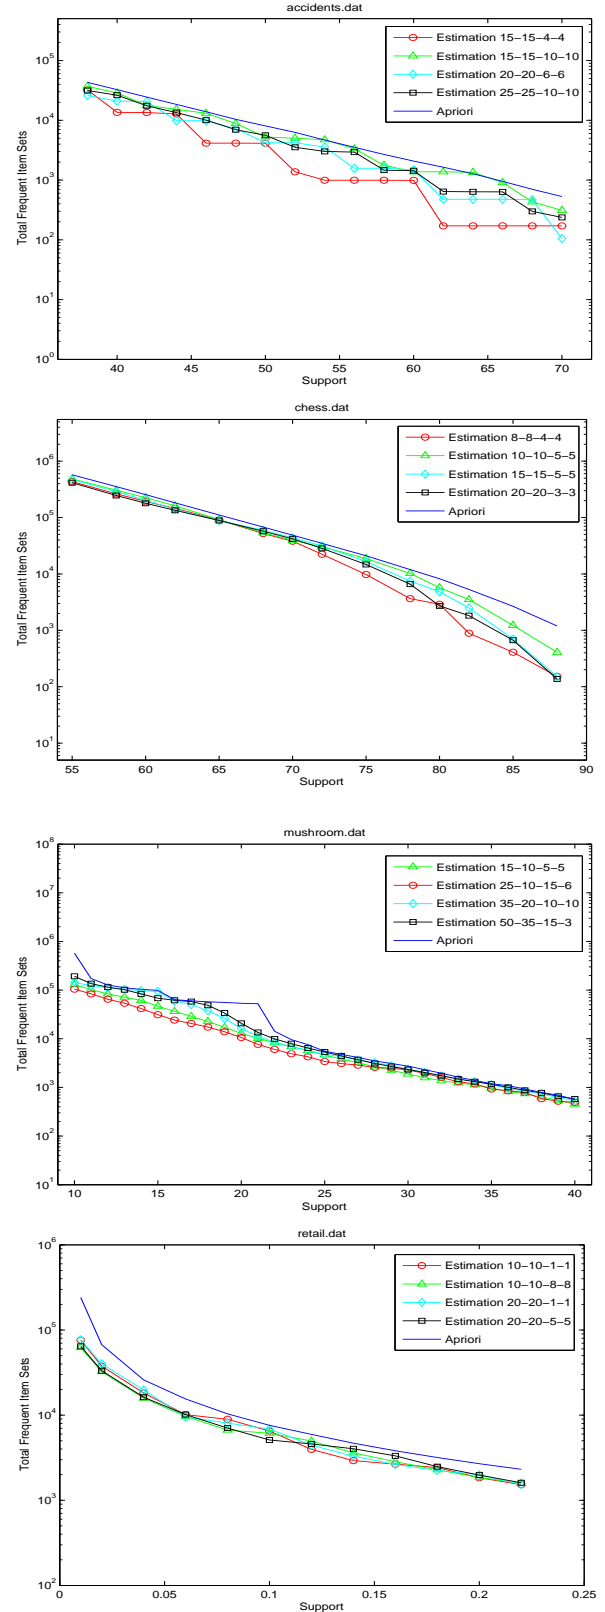 accidents.dat
10^5
10^4
10^3
10^2
10^1
10^0
Total Frequent Item Sets
40 45 50 55 60 65 70
Support
Estimation 15−15−4−4
Estimation 15−15−10−10
Estimation 20−20−6−6
Estimation 25−25−10−10
Apriori
chess.dat
10^6
10^5
10^4
10^3
10^2
10^1
Total Frequent Item Sets
55 60 65 70 75 80 85 90
Support
Estimation 8−8−4−4
Estimation 10−10−5−5
Estimation 15−15−5−5
Estimation 20−20−3−3
Apriori
mushroom.dat
10^8
10^7
10^6
10^5
10^4
10^3
10^2
10^1
Total Frequent Item Sets
10 15 20 25 30 35 40
Support
Estimation 15−10−5−5
Estimation 25−10−15−6
Estimation 35−20−10−10
Estimation 50−35−15−3
Apriori
retail.dat
10^6
10^5
10^4
10^3
10^2
Total Frequent Item Sets
0 0.05 0.1 0.15 0.2 0.25
Support
Estimation 10−10−1−1
Estimation 10−10−8−8
Estimation 20−20−1−1
Estimation 20−20−5−5
Apriori